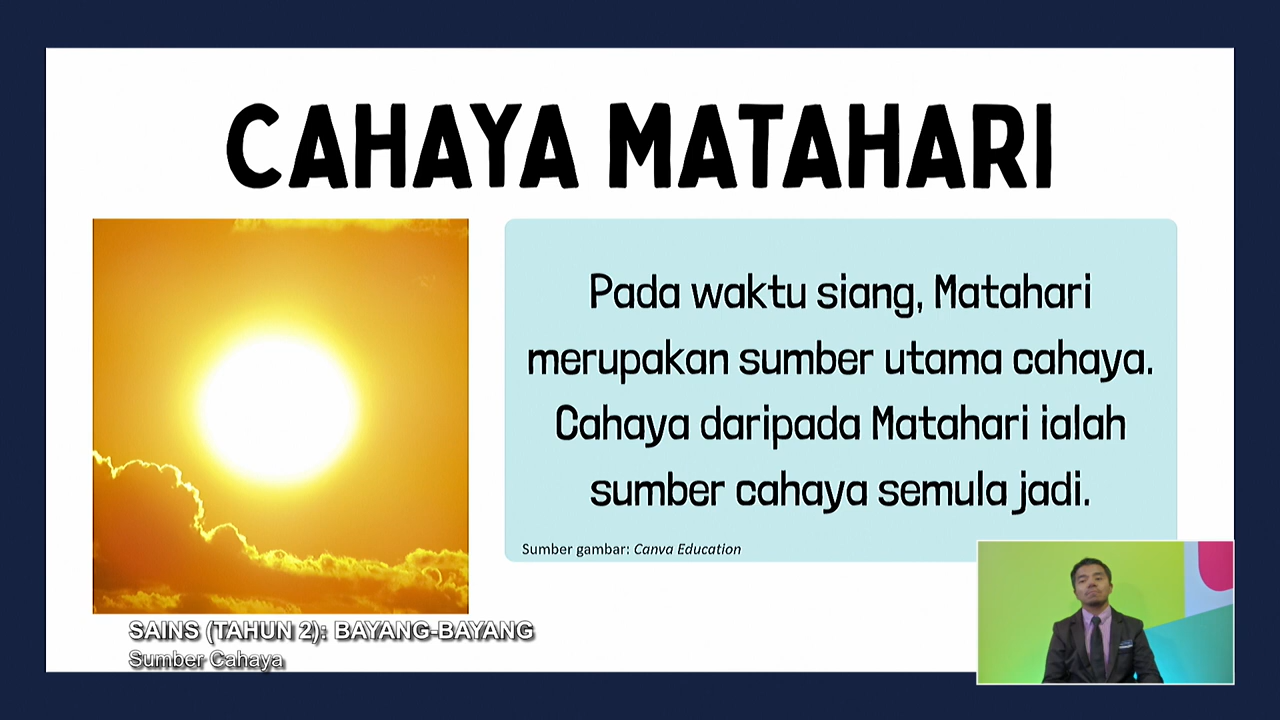 CAHAYA MATAHARI
Pada waktu siang, Matahari
merupakan sumber utama cahaya.
Cahaya daripada Matahari ialah
sumber cahaya semula jadi.
Sumber gambar: Canva Education
SAINS (TAHUN 2): BAYANG-BAYANG
Sumber Cahaya